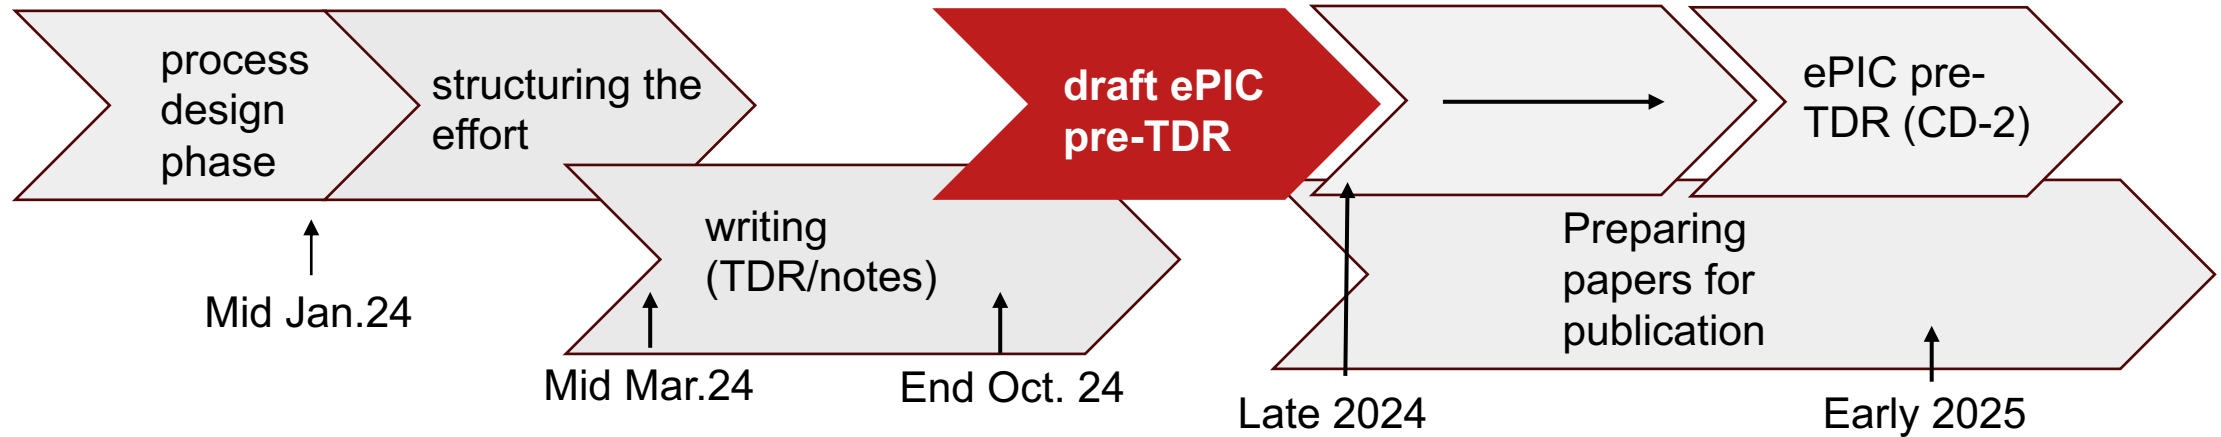 process
design
phase
structuring the
effort
writing
(TDR/notes)
draft ePIC
pre-TDR
ePIC pre-
TDR (CD-2)
Preparing
papers for
publication
Mid Jan.24
Mid Mar.24
End Oct. 24
Late 2024
Early 2025